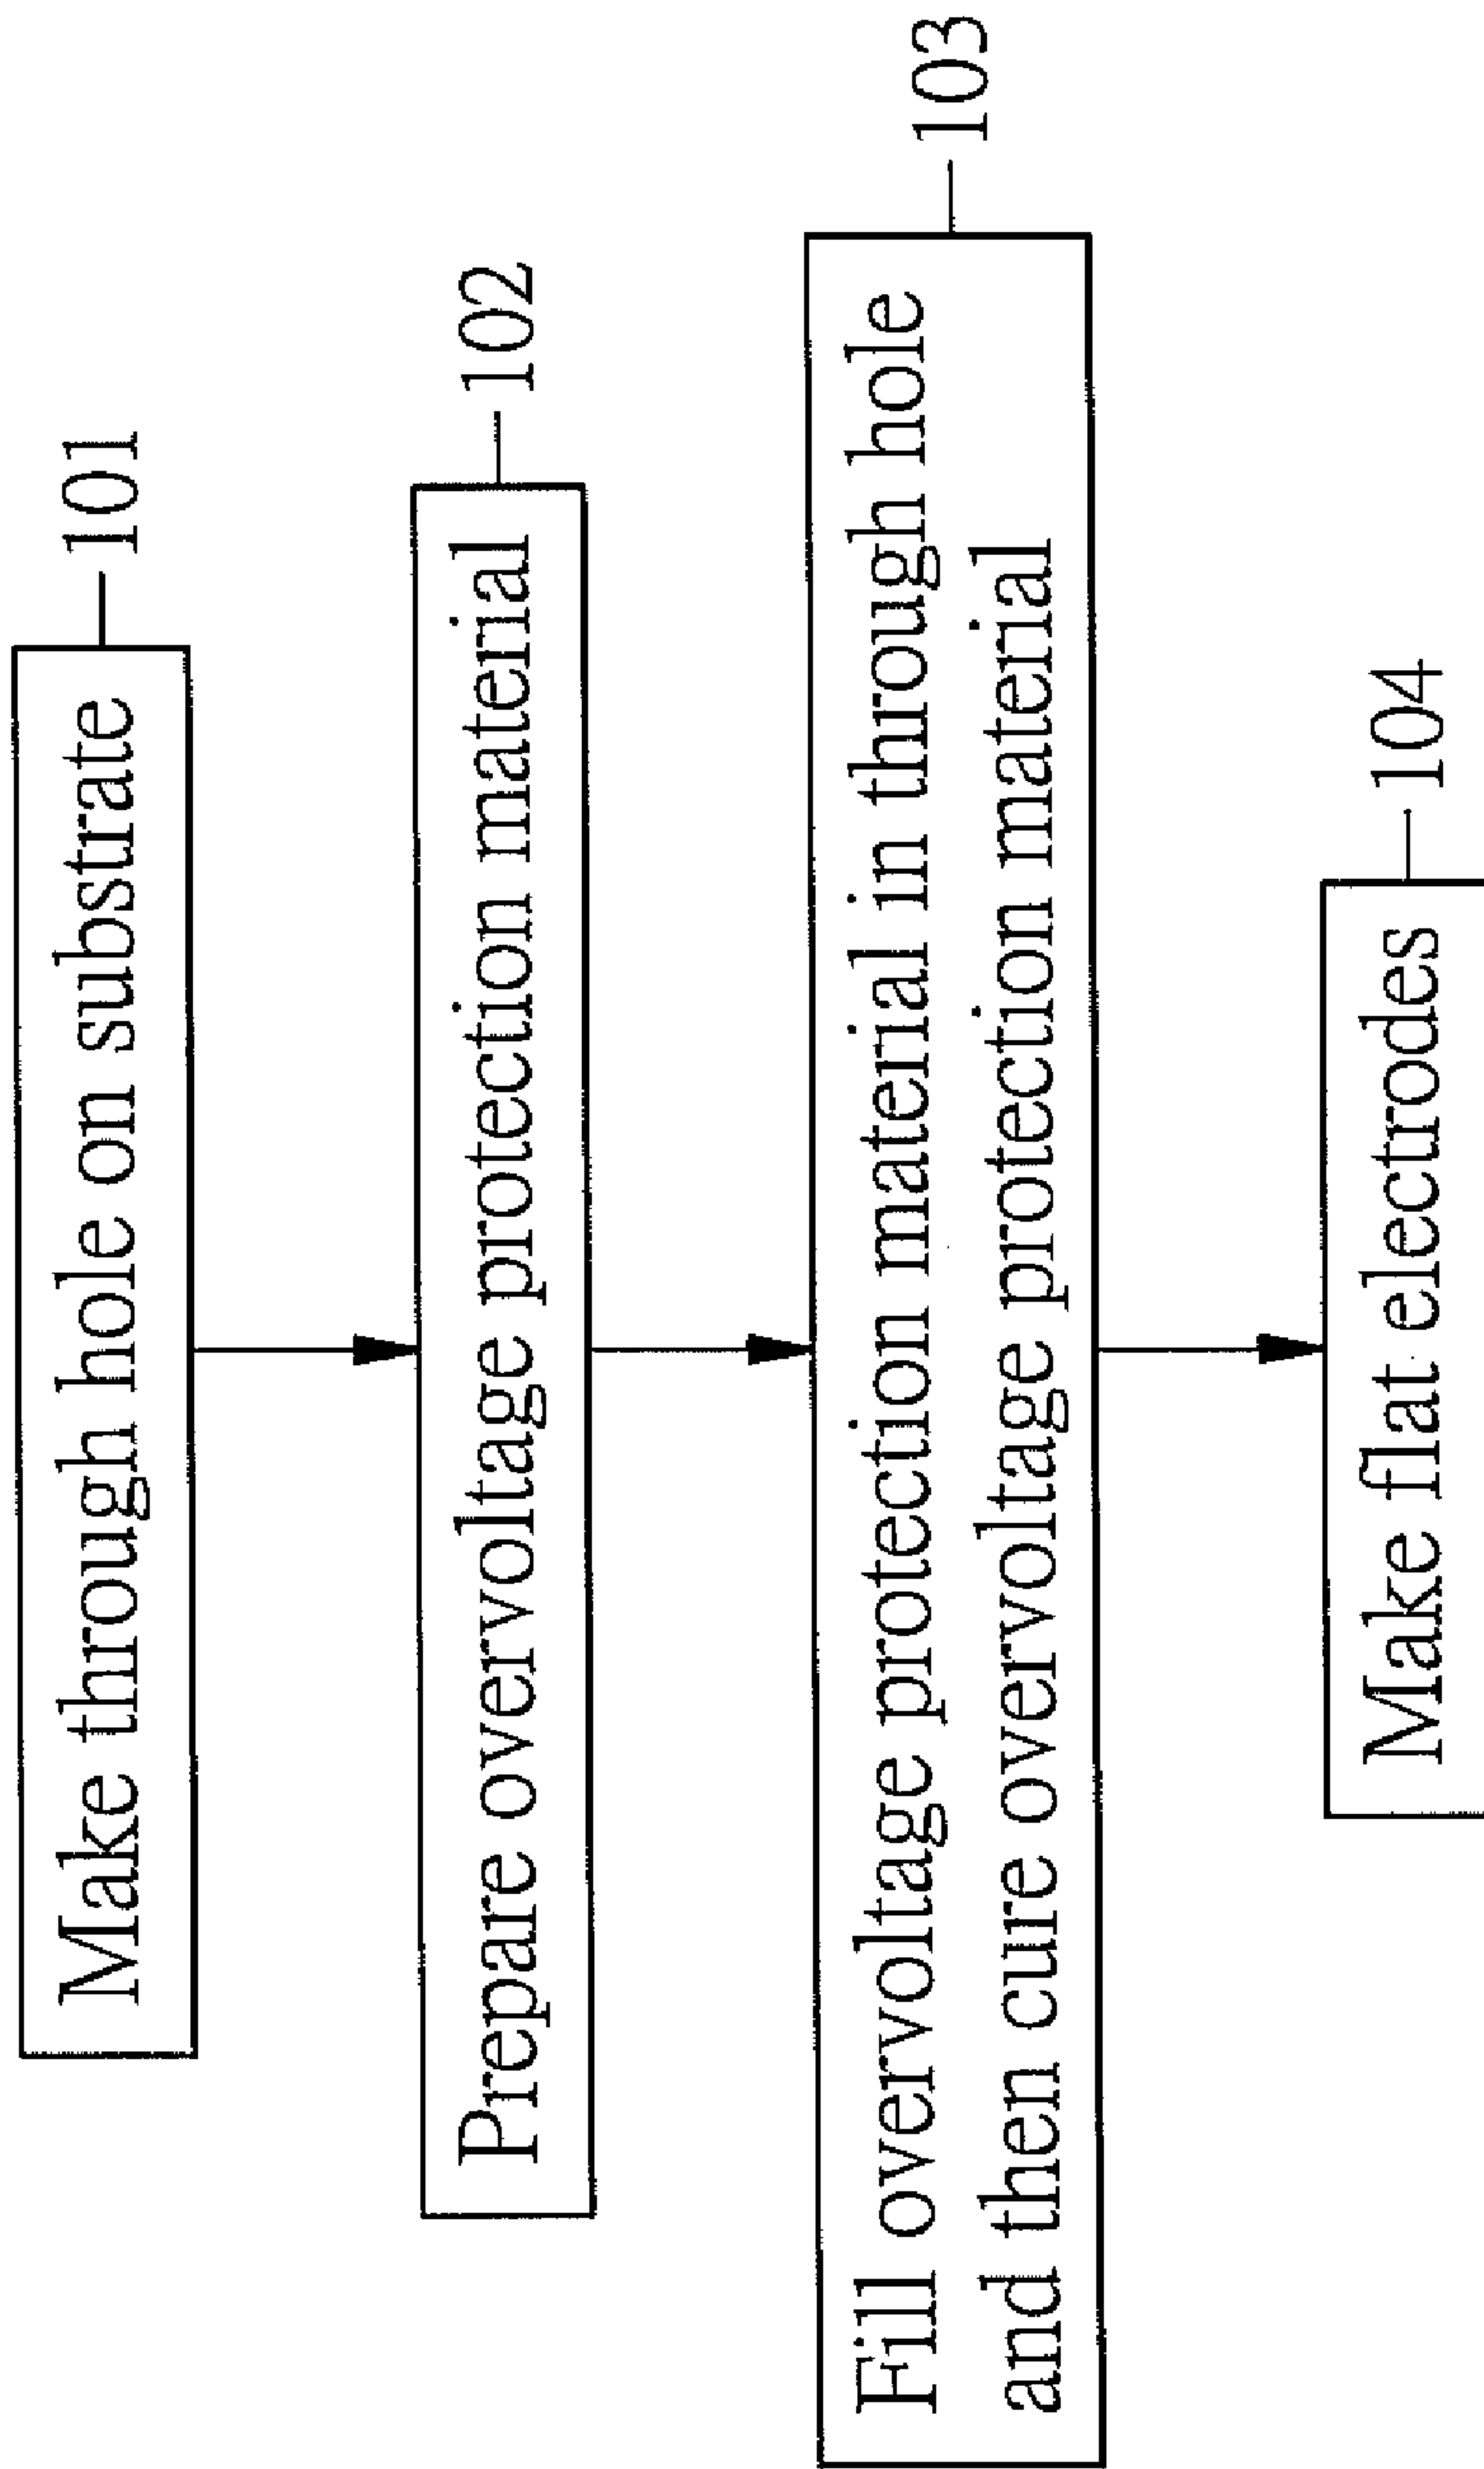 Make through hole on substrate
101
Prepare overvoltage protection material
102
Fill overvoltage protection material in through hole
and then cure overvoltage protection material
103
Make flat electrodes
104